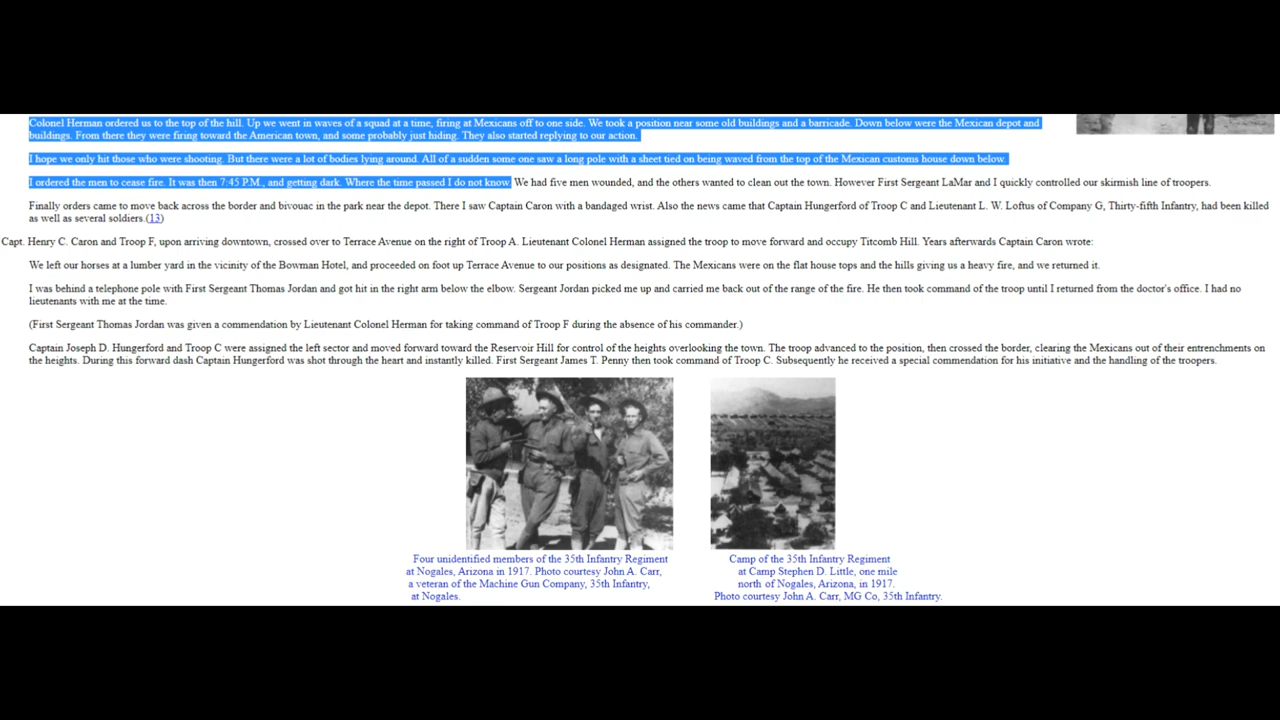 Colonel Herman ordered us to the top of the hill. Up we went in waves of a squad at a time, firing at Mexicans off to one side. We took a position near some old buildings and a barricade. Down below were the Mexican depot and
buildings. From there they were firing toward the American town, and some probably just hiding. They also started replying to our action.
I hope we only hit those who were shooting. But there were a lot of bodies lying around. All of a sudden some one saw a long pole with a sheet tied on being waved from the top of the Mexican customs house down below.
I ordered the men to cease fire. It was then 7:45 P.M., and getting dark. Where the time passed I do not know. We had five men wounded, and the others wanted to clean out the town. However First Sergeant LaMar and I quickly controlled our skirmish line of troopers.
Finally orders came to move back across the border and bivouac in the park near the depot. There I saw Captain Caron with a bandaged wrist. Also the news came that Captain Hungerford of Troop C and Lieutenant L. W. Loftus of Company G, Thirty-fifth Infantry, had been killed
as well as several soldiers.(13)
Capt. Henry C. Caron and Troop F, upon arriving downtown, crossed over to Terrace Avenue on the right of Troop A. Lieutenant Colonel Herman assigned the troop to move forward and occupy Titcomb Hill. Years afterwards Captain Caron wrote:
We left our horses at a lumber yard in the vicinity of the Bowman Hotel, and proceeded on foot up Terrace Avenue to our positions as designated. The Mexicans were on the flat house tops and the hills giving us a heavy fire, and we returned it.
I was behind a telephone pole with First Sergeant Thomas Jordan and got hit in the right arm below the elbow. Sergeant Jordan picked me up and carried me back out of the range of the fire. He then took command of the troop until I returned from the doctor's office. I had no
lieutenants with me at the time.
(First Sergeant Thomas Jordan was given a commendation by Lieutenant Colonel Herman for taking command of Troop F during the absence of his commander.)
Captain Joseph D. Hungerford and Troop C were assigned the left sector and moved forward toward the Reservoir Hill for control of the heights overlooking the town. The troop advanced to the position, then crossed the border, clearing the Mexicans out of their entrenchments on
the heights. During this forward dash Captain Hungerford was shot through the heart and instantly killed. First Sergeant James T. Penny then took command of Troop C. Subsequently he received a special commendation for his initiative and the handling of the troopers.
Four unidentified members of the 35th Infantry Regiment
at Nogales, Arizona in 1917. Photo courtesy John A. Carr,
a veteran of the Machine Gun Company, 35th Infantry,
at Nogales.
Camp of the 35th Infantry Regiment
at Camp Stephen D. Little, one mile
north of Nogales, Arizona, in 1917.
Photo courtesy John A. Carr, MG Co, 35th Infantry.